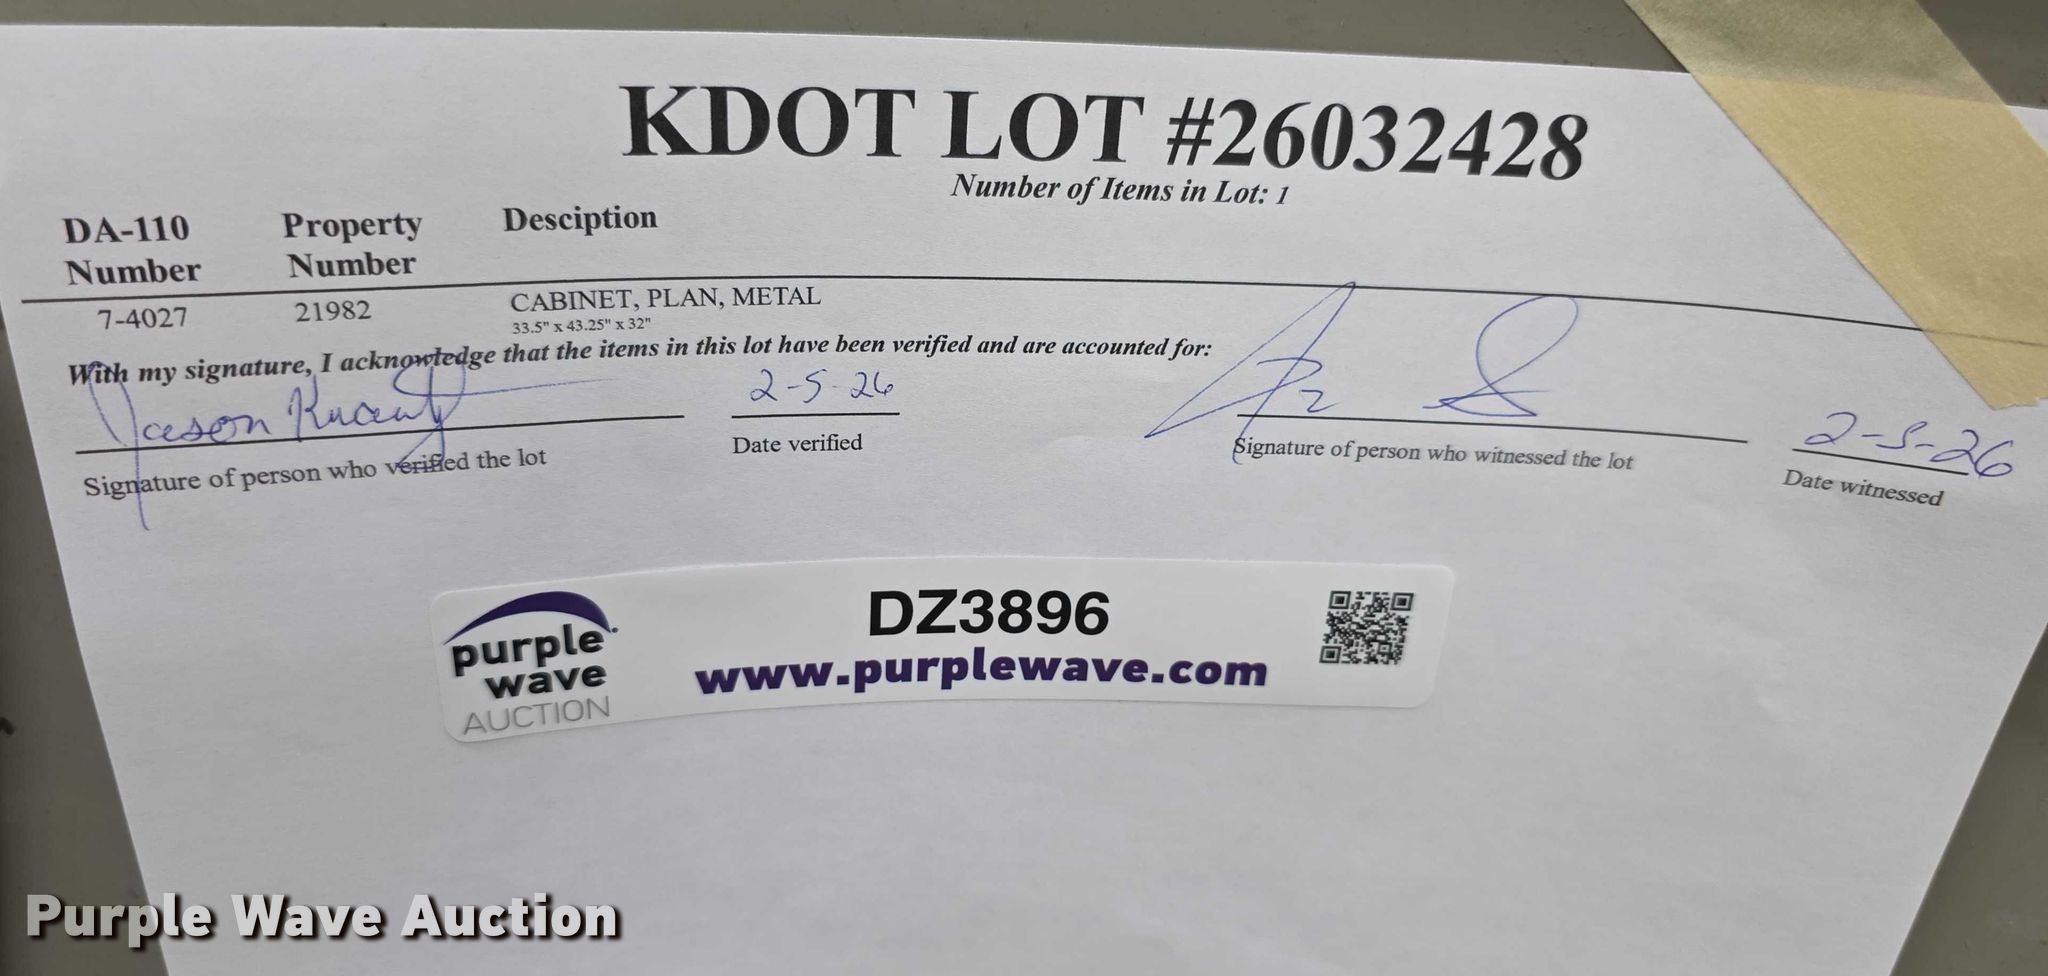 KDOT LOT #26032428
Number of Items in Lot: 1
DA-110 Number
Property Number
Desciption
7-4027 21982 CABINET, PLAN, METAL
33.5" x 43.25" x 32"
With my signature, I acknowledge that the items in this lot have been verified and are accounted for:
Jason
2-5-26
2-5-26
Signature of person who verified the lot
Date verified
Signature of person who witnessed the lot
Date witnessed
purple wave AUCTION
DZ3896
www.purplewave.com
Purple Wave Auction